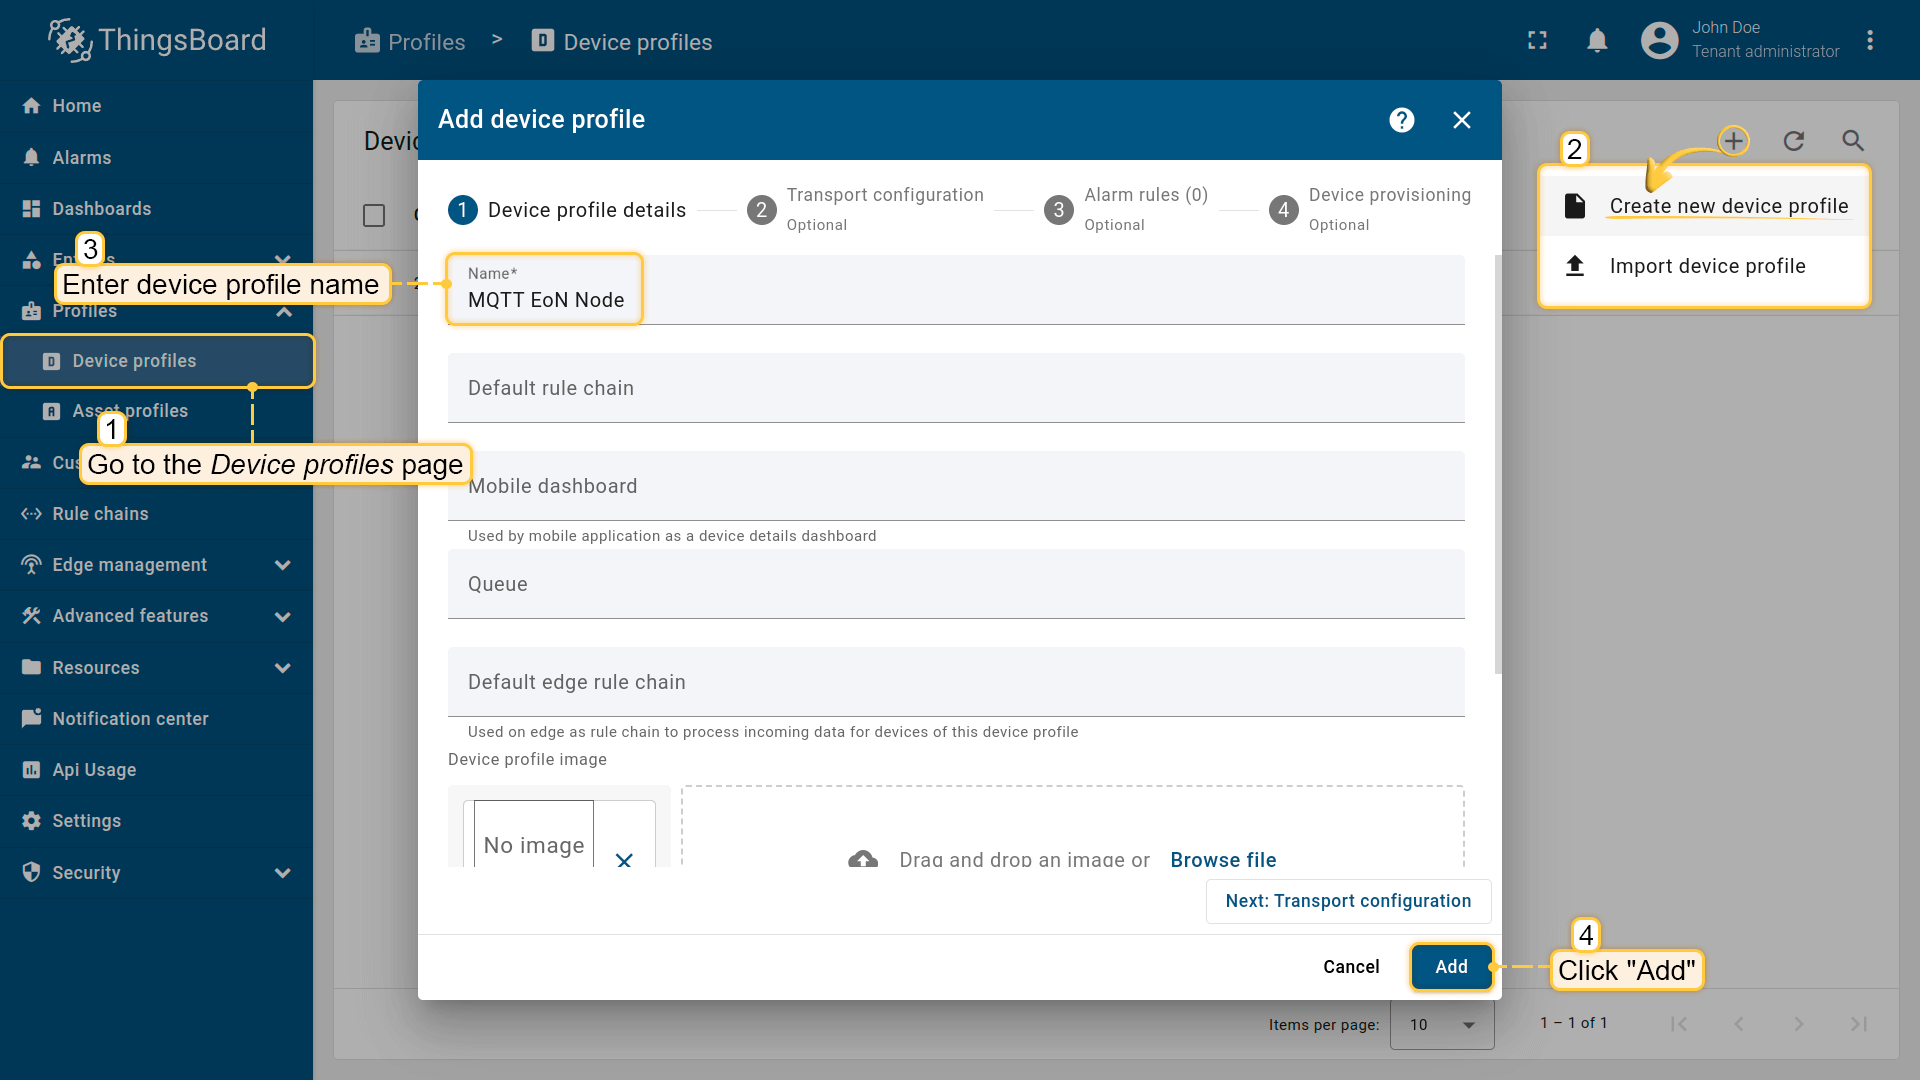 ThingsBoard
Profiles > Device profiles
John Doe
Tenant administrator
Home
Alarms
Dashboards
3
Enter device profile name
Profiles
Device profiles
Asset profiles
1
Go to the Device profiles page
Rule chains
Edge management
Advanced features
Resources
Notification center
Api Usage
Settings
Security
Add device profile
?
1 Device profile details
2 Transport configuration
Optional
3 Alarm rules (0)
Optional
4 Device provisioning
Optional
Name*
MQTT EoN Node
Default rule chain
Mobile dashboard
Used by mobile application as a device details dashboard
Queue
Default edge rule chain
Used on edge as rule chain to process incoming data for devices of this device profile
Device profile image
No image
Drag and drop an image or Browse file
Next: Transport configuration
Cancel
Add
4
Click "Add"
2
Create new device profile
Import device profile
Items per page: 10
1 – 1 of 1